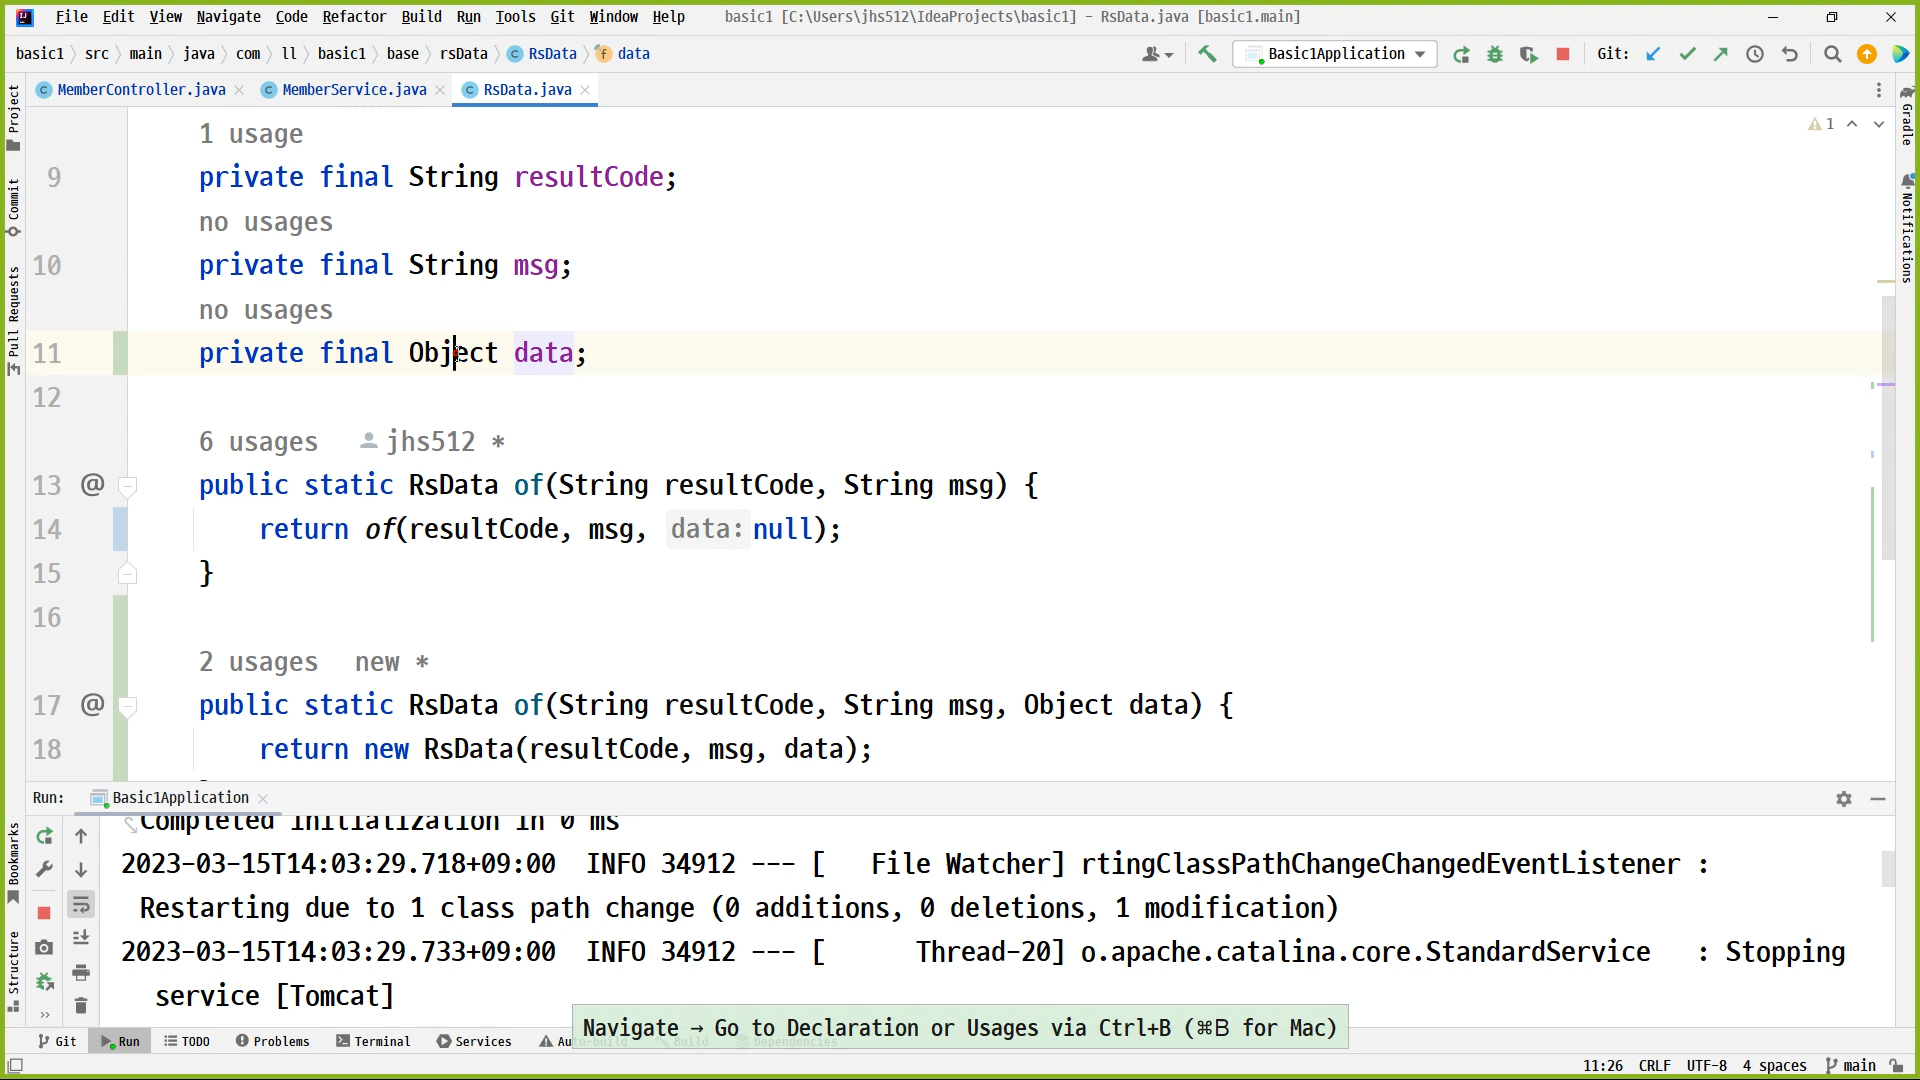 File Edit View Navigate Code Refactor Build Run Tools Git Window Help basic1 [C:\Users\jhs512\IdeaProjects\basic1] - RsData.java [basic1.main]
basic1 src main java com ll basic1 base rsData RsData data Basic1Application Git:
MemberController.java MemberService.java RsData.java
Project
Commit
Pull Requests
Bookmarks
Structure
Gradle
Notifications
1
1 usage
9 private final String resultCode;
no usages
10 private final String msg;
no usages
11 private final Object data;
12
6 usages jhs512 *
13 @ public static RsData of(String resultCode, String msg) {
14 return of(resultCode, msg, data: null);
15 }
16
2 usages new *
17 @ public static RsData of(String resultCode, String msg, Object data) {
18 return new RsData(resultCode, msg, data);
Run: Basic1Application
Completed initialization in 0 ms
2023-03-15T14:03:29.718+09:00 INFO 34912 --- [ File Watcher] rtingClassPathChangeChangedEventListener :
Restarting due to 1 class path change (0 additions, 0 deletions, 1 modification)
2023-03-15T14:03:29.733+09:00 INFO 34912 --- [ Thread-20] o.apache.catalina.core.StandardService : Stopping
service [Tomcat]
Navigate → Go to Declaration or Usages via Ctrl+B (⌘B for Mac)
Git Run TODO Problems Terminal Services Auto-build Build Dependencies
11:26 CRLF UTF-8 4 spaces main